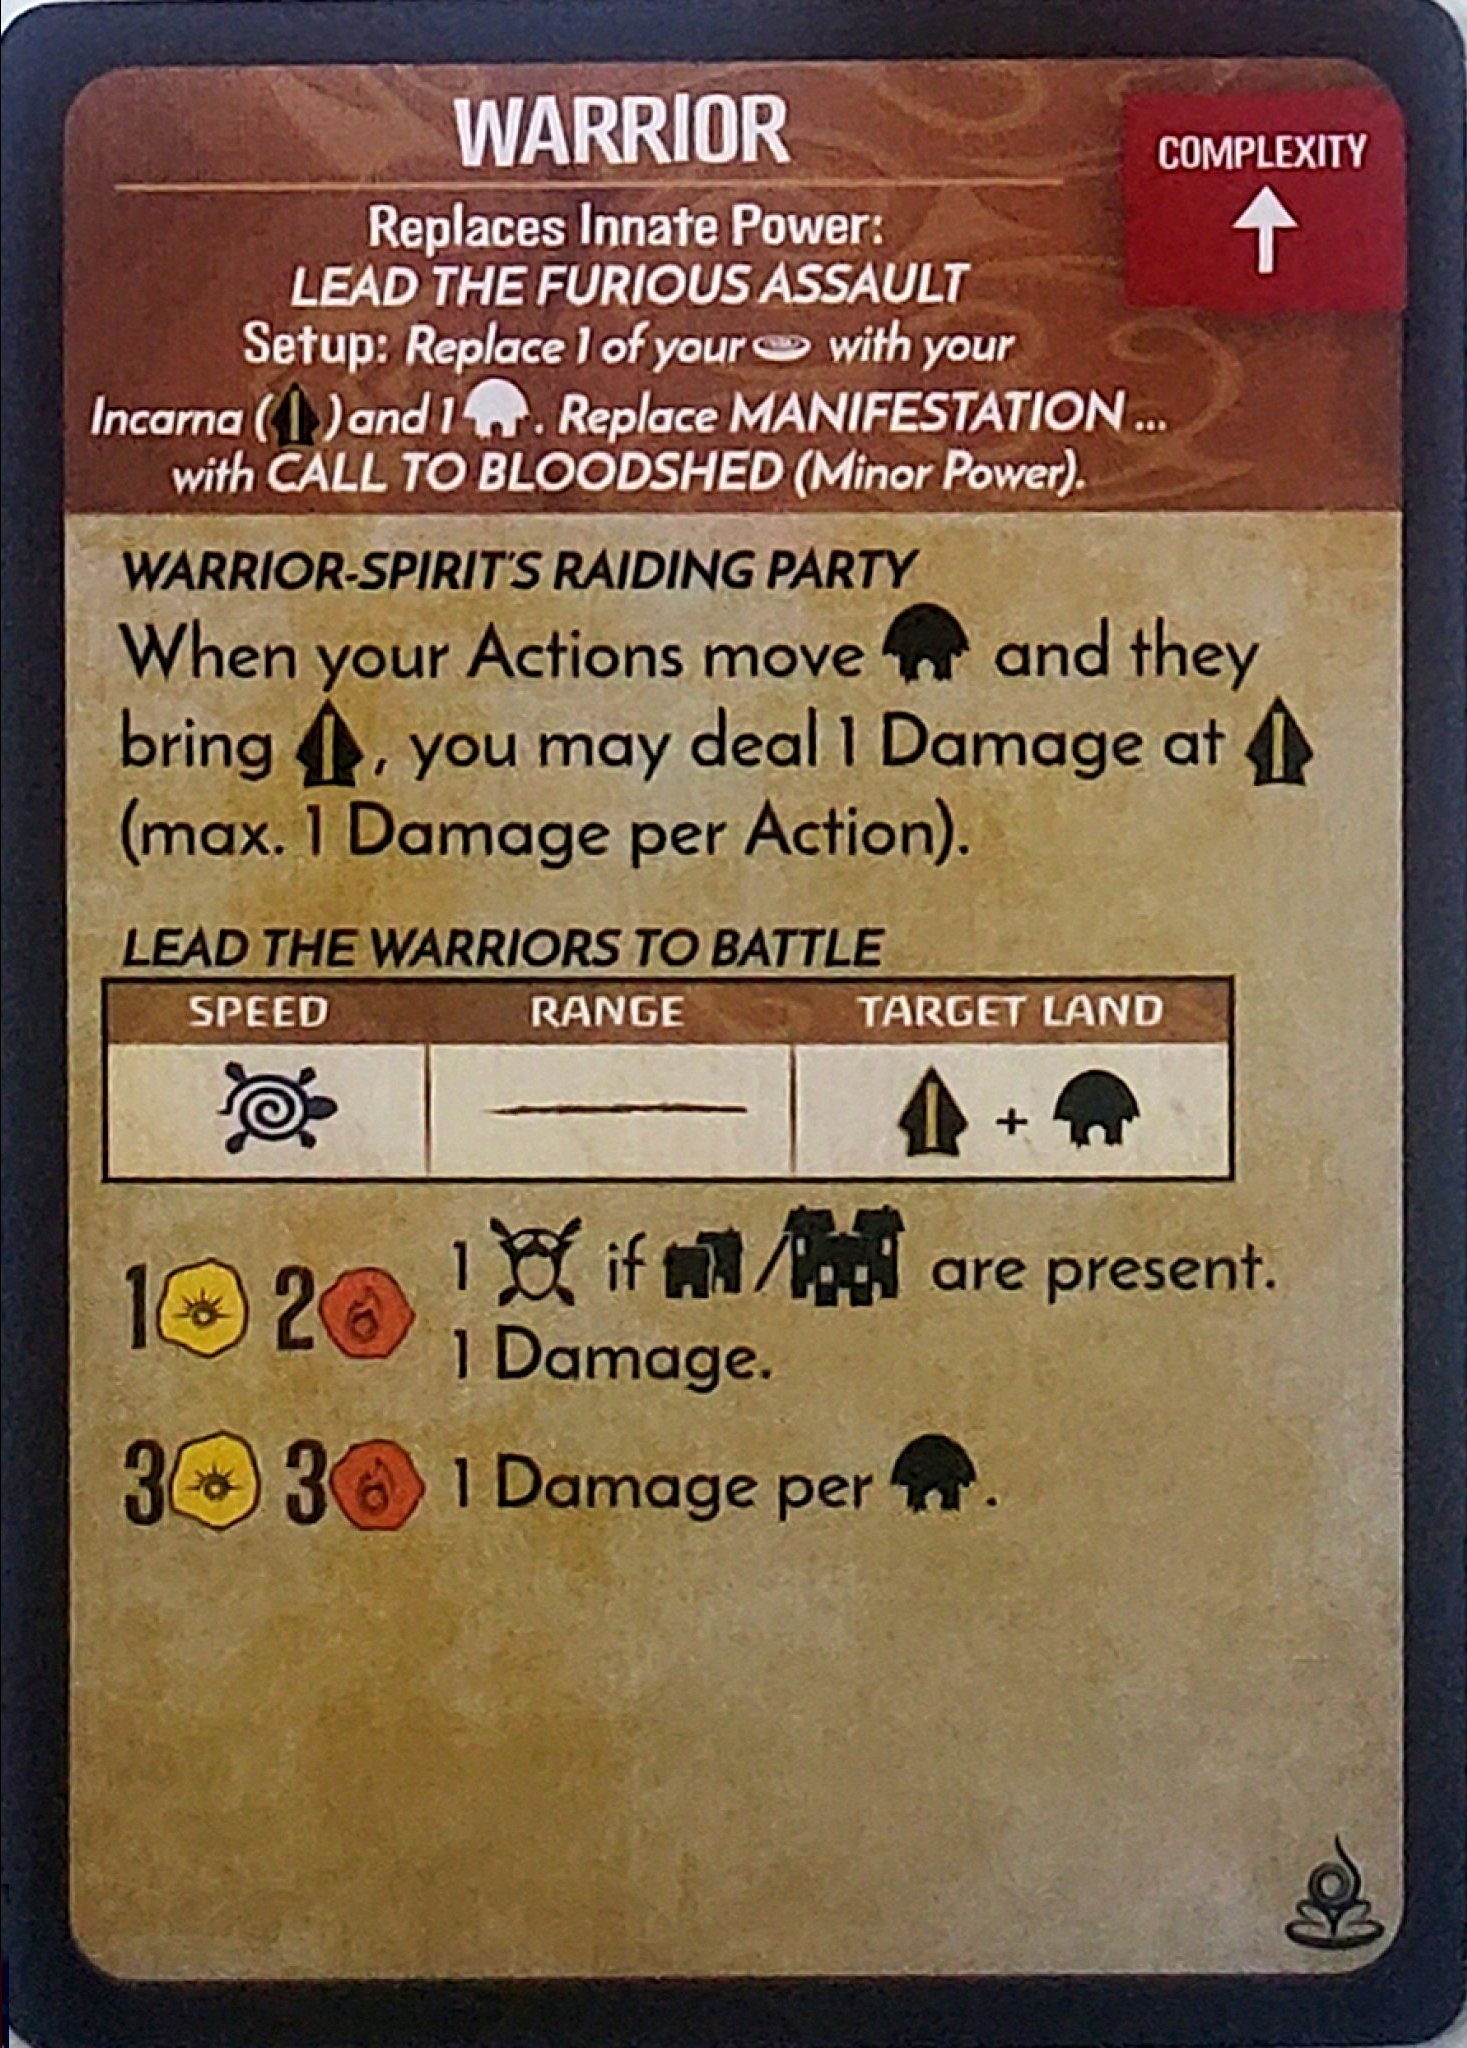 WARRIOR
COMPLEXITY
Replaces Innate Power:
LEAD THE FURIOUS ASSAULT
Setup: Replace 1 of your with your
Incarna ( ) and 1 . Replace MANIFESTATION ...
with CALL TO BLOODSHED (Minor Power).
WARRIOR-SPIRIT'S RAIDING PARTY
When your Actions move and they
bring , you may deal 1 Damage at
(max. 1 Damage per Action).
LEAD THE WARRIORS TO BATTLE
SPEED RANGE TARGET LAND
+
1 2 1 if / are present.
1 Damage.
3 3 1 Damage per .